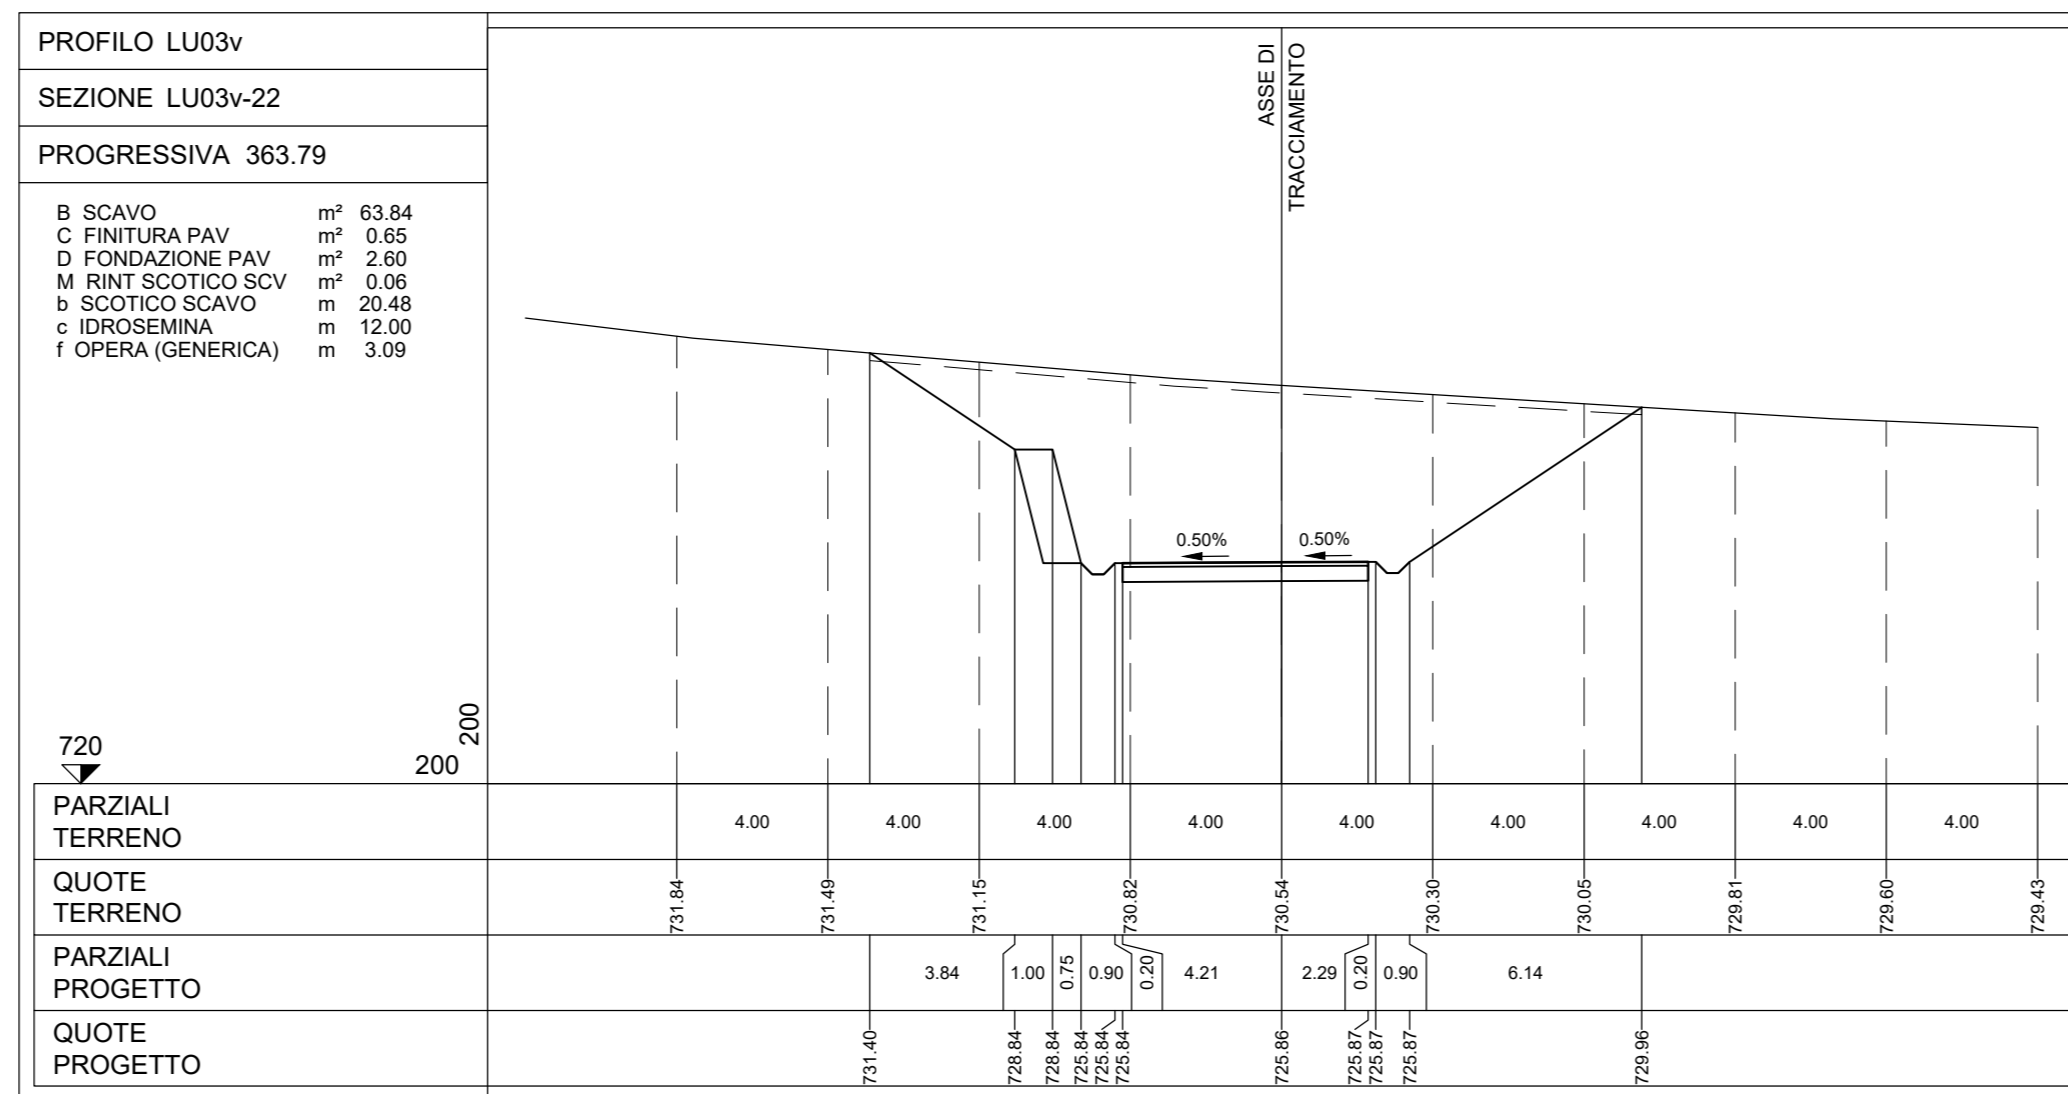 PROFILO LU03v
SEZIONE LU03v-22
PROGRESSIVA 363.79
B SCAVO m² 63.84
C FINITURA PAV m² 0.65
D FONDAZIONE PAV m² 2.60
M RINT SCOTICO SCV m² 0.06
b SCOTICO SCAVO m 20.48
c IDROSEMINA m 12.00
f OPERA (GENERICA) m 3.09
ASSE DI
TRACCIAMENTO
0.50% 0.50%
720
200
200
PARZIALI
TERRENO
4.00 4.00 4.00 4.00 4.00 4.00 4.00 4.00 4.00
QUOTE
TERRENO
731.84 731.49 731.15 730.82 730.54 730.30 730.05 729.81 729.60 729.43
PARZIALI
PROGETTO
3.84 1.00 0.75 0.90 0.20 4.21 2.29 0.20 0.90 6.14
QUOTE
PROGETTO
731.40 728.84 728.84 725.84 725.84 725.84 725.86 725.87 725.87 725.87 729.96